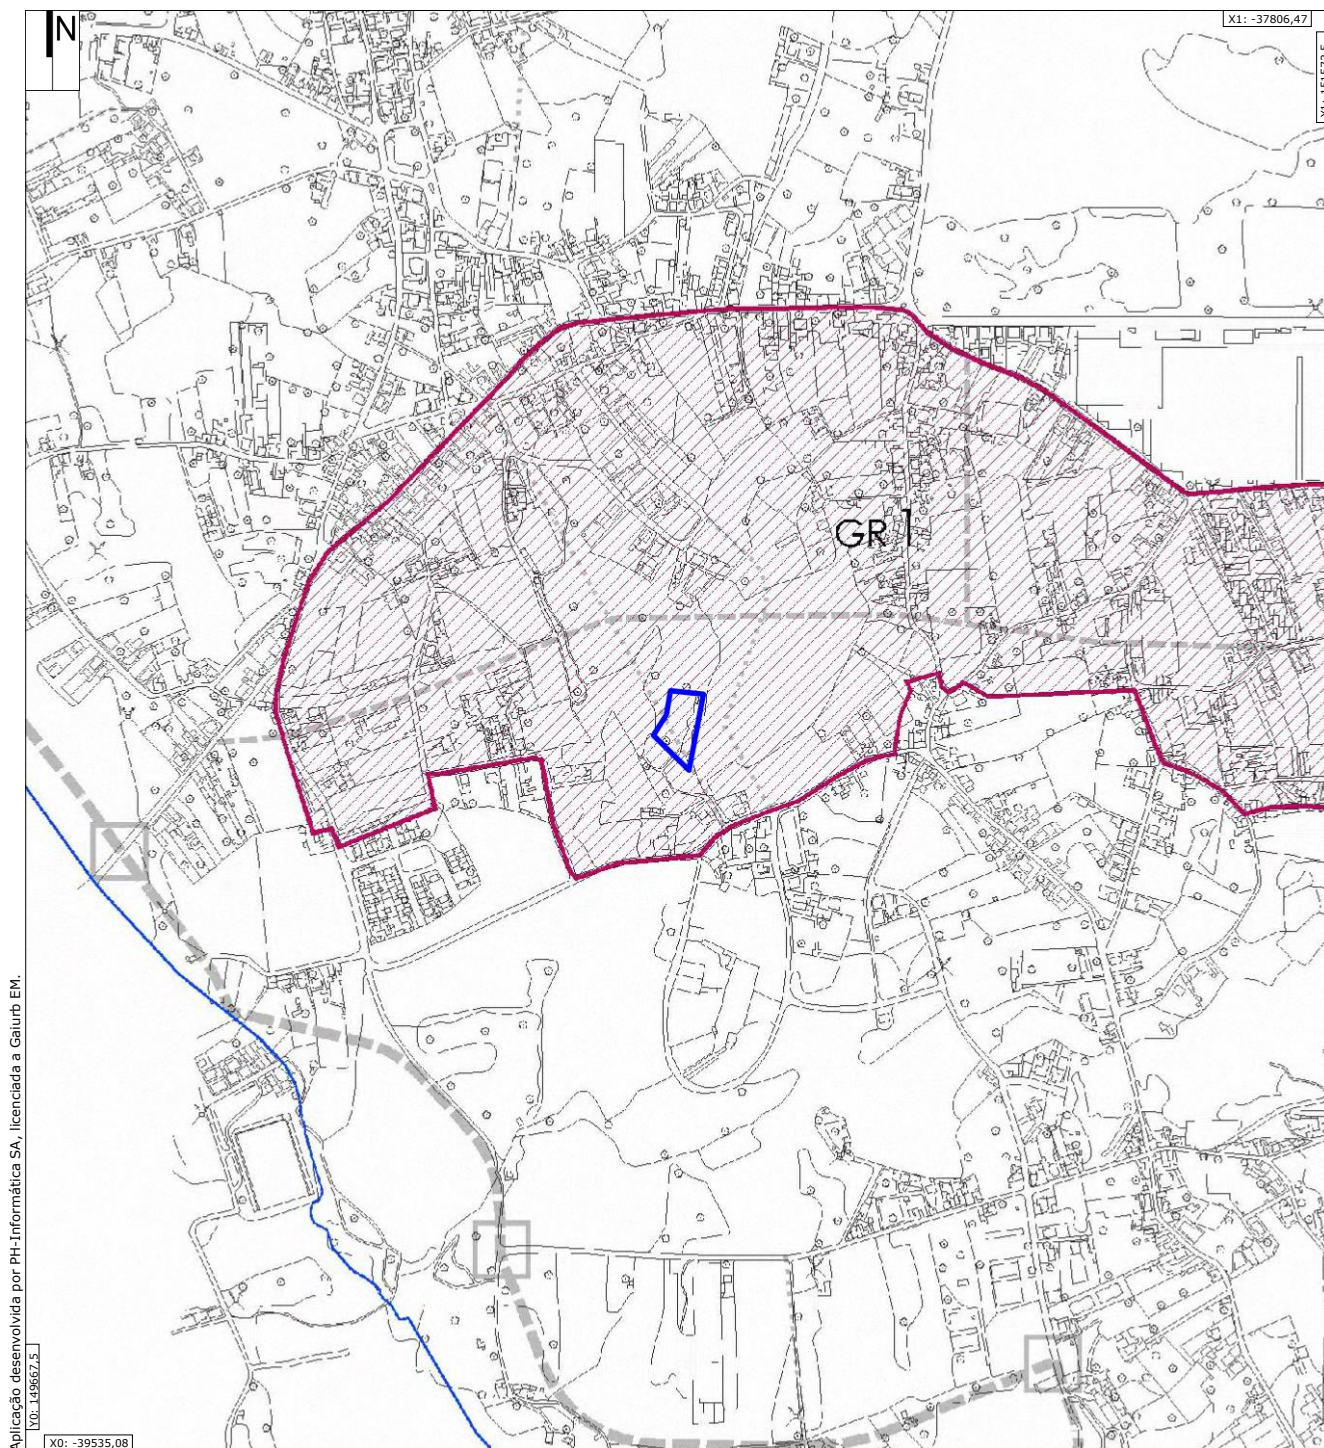 N
X1: -37806,47
GR 1
Aplicação desenvolvida por PH-Informática SA, licenciada a Gaiurb EM.
Y0: 149667,5
X0: -39535,08